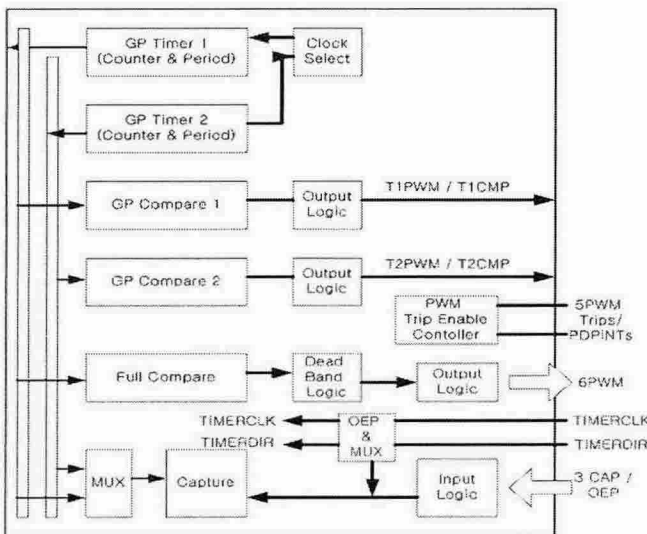 GP Timer 1
(Counter & Period)
Clock
Select
GP Timer 2
(Counter & Period)
GP Compare 1
Output
Logic
T1PWM / T1CMP
GP Compare 2
Output
Logic
T2PWM / T2CMP
PWM
Trip Enable
Contoller
5PWM
Trips/
PDPINTs
Full Compare
Dead
Band
Logic
Output
Logic
6PWM
TIMERCLK
TIMERDIR
OEP
&
MUX
TIMERCLK
TIMERDIR
MUX
Capture
Input
Logic
3 CAP /
OEP